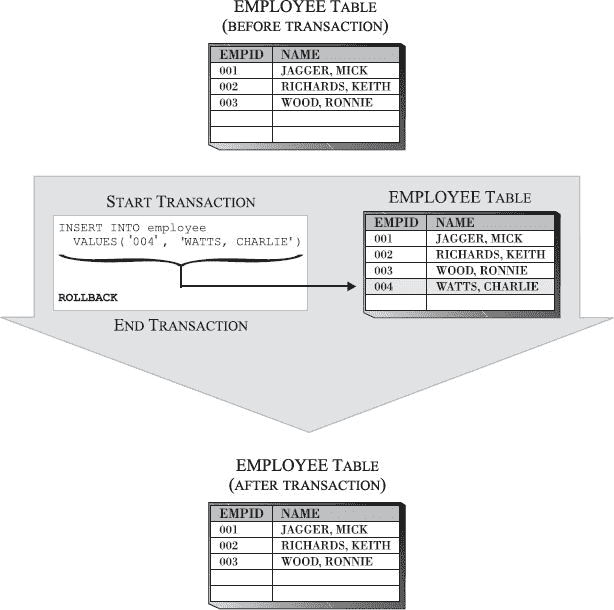 EMPLOYEE TABLE
(BEFORE TRANSACTION)
EMPID NAME
001 JAGGER, MICK
002 RICHARDS, KEITH
003 WOOD, RONNIE
START TRANSACTION
INSERT INTO employee
VALUES('004', 'WATTS, CHARLIE')
ROLLBACK
END TRANSACTION
EMPLOYEE TABLE
EMPID NAME
001 JAGGER, MICK
002 RICHARDS, KEITH
003 WOOD, RONNIE
004 WATTS, CHARLIE
EMPLOYEE TABLE
(AFTER TRANSACTION)
EMPID NAME
001 JAGGER, MICK
002 RICHARDS, KEITH
003 WOOD, RONNIE